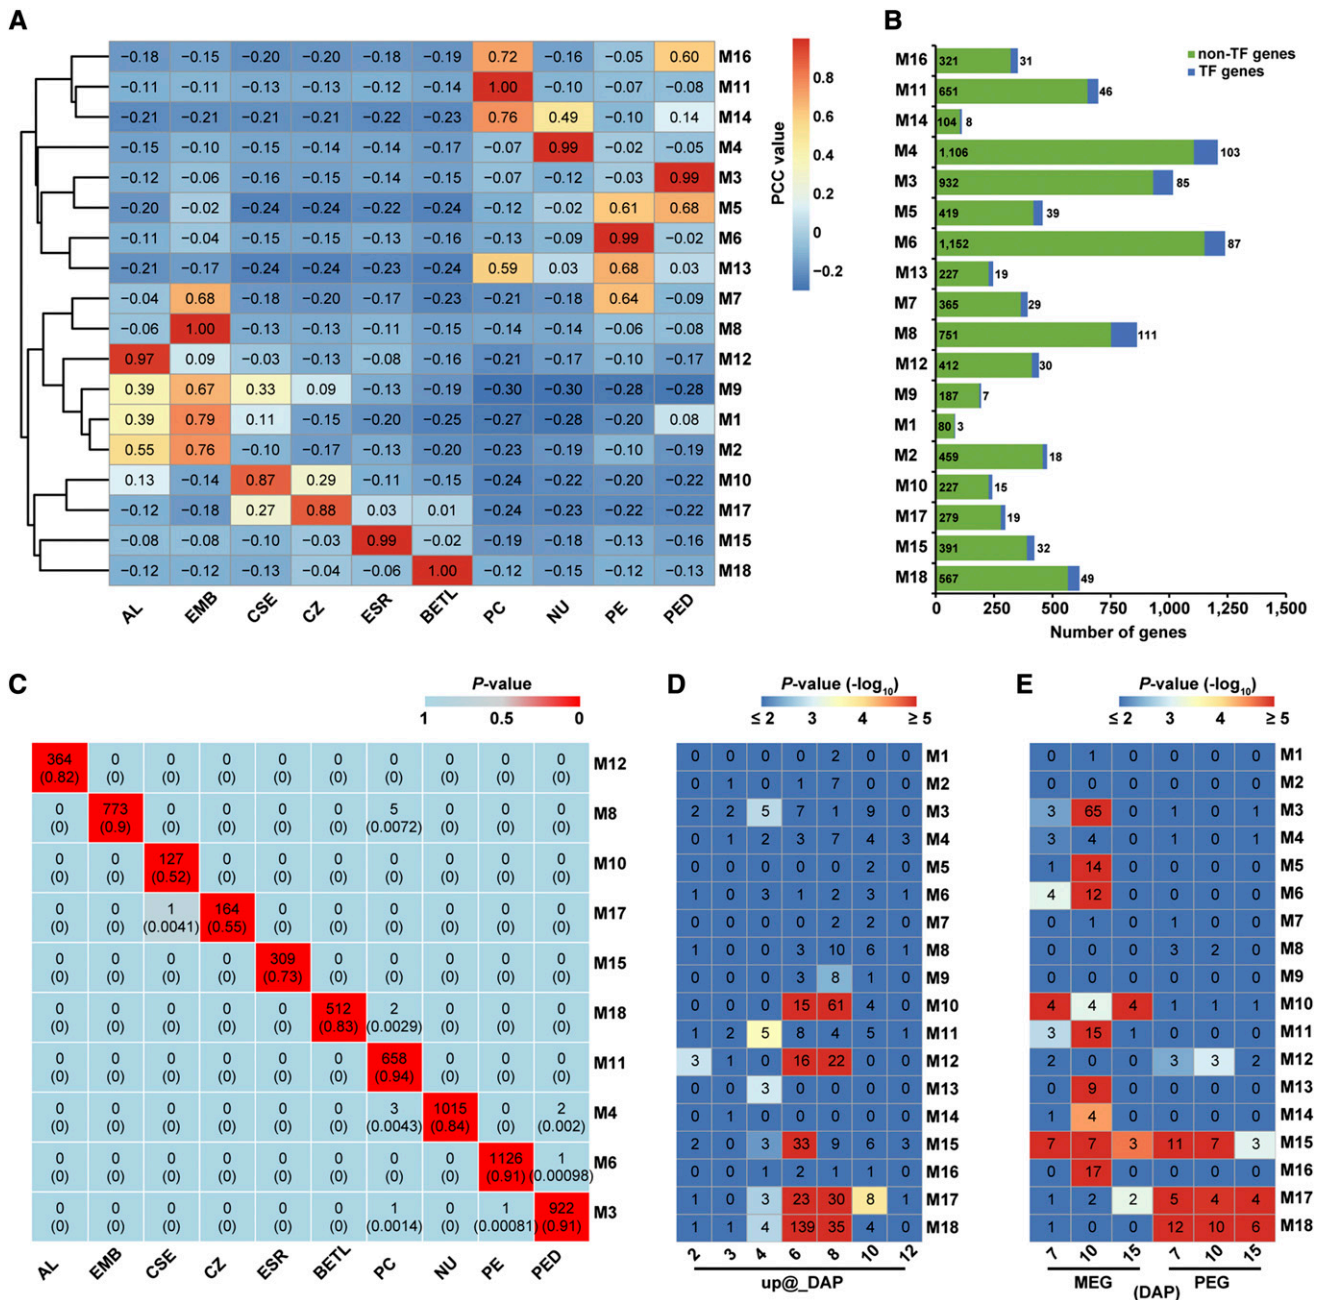 A
−0.18 −0.15 −0.20 −0.20 −0.18 −0.19 0.72 −0.16 −0.05 0.60 M16
−0.11 −0.11 −0.13 −0.13 −0.12 −0.14 1.00 −0.10 −0.07 −0.08 M11
−0.21 −0.21 −0.21 −0.21 −0.22 −0.23 0.76 0.49 −0.10 0.14 M14
−0.15 −0.10 −0.15 −0.14 −0.14 −0.17 −0.07 0.99 −0.02 −0.05 M4
−0.12 −0.06 −0.16 −0.15 −0.14 −0.15 −0.07 −0.12 −0.03 0.99 M3
−0.20 −0.02 −0.24 −0.24 −0.22 −0.24 −0.12 −0.02 0.61 0.68 M5
−0.11 −0.04 −0.15 −0.15 −0.13 −0.16 −0.13 −0.09 0.99 −0.02 M6
−0.21 −0.17 −0.24 −0.24 −0.23 −0.24 0.59 0.03 0.68 0.03 M13
−0.04 0.68 −0.18 −0.20 −0.17 −0.23 −0.21 −0.18 0.64 −0.09 M7
−0.06 1.00 −0.13 −0.13 −0.11 −0.15 −0.14 −0.14 −0.06 −0.08 M8
0.97 0.09 −0.03 −0.13 −0.08 −0.16 −0.21 −0.17 −0.10 −0.17 M12
0.39 0.67 0.33 0.09 −0.13 −0.19 −0.30 −0.30 −0.28 −0.28 M9
0.39 0.79 0.11 −0.15 −0.20 −0.25 −0.27 −0.28 −0.20 0.08 M1
0.55 0.76 −0.10 −0.17 −0.13 −0.20 −0.23 −0.19 −0.10 −0.19 M2
0.13 −0.14 0.87 0.29 −0.11 −0.15 −0.24 −0.22 −0.20 −0.22 M10
−0.12 −0.18 0.27 0.88 0.03 0.01 −0.24 −0.23 −0.22 −0.22 M17
−0.08 −0.08 −0.10 −0.03 0.99 −0.02 −0.19 −0.18 −0.13 −0.16 M15
−0.12 −0.12 −0.13 −0.04 −0.06 1.00 −0.12 −0.15 −0.12 −0.13 M18
AL EMB CSE CZ ESR BETL PC NU PE PED
PCC value
0.8
0.6
0.4
0.2
0
−0.2
B
non-TF genes
TF genes
M16 321 31
M11 651 46
M14 104 8
M4 1,106 103
M3 932 85
M5 419 39
M6 1,152 87
M13 227 19
M7 365 29
M8 751 111
M12 412 30
M9 187 7
M1 80 3
M2 459 18
M10 227 15
M17 279 19
M15 391 32
M18 567 49
0 250 500 750 1,000 1,250 1,500
Number of genes
C
P-value
1 0.5 0
364 0 0 0 0 0 0 0 0 0
(0.82) (0) (0) (0) (0) (0) (0) (0) (0) (0) M12
0 773 0 0 0 0 5 0 0 0
(0) (0.9) (0) (0) (0) (0) (0.0072) (0) (0) (0) M8
0 0 127 0 0 0 0 0 0 0
(0) (0) (0.52) (0) (0) (0) (0) (0) (0) (0) M10
0 0 1 164 0 0 0 0 0 0
(0) (0) (0.0041) (0.55) (0) (0) (0) (0) (0) (0) M17
0 0 0 0 309 0 0 0 0 0
(0) (0) (0) (0) (0.73) (0) (0) (0) (0) (0) M15
0 0 0 0 0 512 2 0 0 0
(0) (0) (0) (0) (0) (0.83) (0.0029) (0) (0) (0) M18
0 0 0 0 0 0 658 0 0 0
(0) (0) (0) (0) (0) (0) (0.94) (0) (0) (0) M11
0 0 0 0 0 0 3 1015 0 2
(0) (0) (0) (0) (0) (0) (0.0043) (0.84) (0) (0.002) M4
0 0 0 0 0 0 0 0 1126 1
(0) (0) (0) (0) (0) (0) (0) (0) (0.91) (0.00098) M6
0 0 0 0 0 0 1 0 1 922
(0) (0) (0) (0) (0) (0) (0.0014) (0) (0.00081) (0.91) M3
AL EMB CSE CZ ESR BETL PC NU PE PED
D
P-value (-log10)
≤ 2 3 4 ≥ 5
0 0 0 0 2 0 0 M1
0 1 0 1 7 0 0 M2
2 2 5 7 1 9 0 M3
0 1 2 3 7 4 3 M4
0 0 0 0 0 2 0 M5
1 0 3 1 2 3 1 M6
0 0 0 0 2 2 0 M7
1 0 0 3 10 6 1 M8
0 0 0 3 8 1 0 M9
0 0 0 15 61 4 0 M10
1 2 5 8 4 5 1 M11
3 1 0 16 22 0 0 M12
0 0 3 0 0 0 0 M13
0 1 0 0 0 0 0 M14
2 0 3 33 9 6 3 M15
0 0 1 2 1 1 0 M16
1 0 3 23 30 8 1 M17
1 1 4 139 35 4 0 M18
2 3 4 6 8 10 12
up@_DAP
E
P-value (-log10)
≤ 2 3 4 ≥ 5
0 1 0 0 0 0 M1
0 0 0 0 0 0 M2
3 65 0 1 0 1 M3
3 4 0 1 0 1 M4
1 14 0 0 0 0 M5
4 12 0 0 0 0 M6
0 1 0 1 0 0 M7
0 0 0 3 2 0 M8
0 0 0 0 0 0 M9
4 4 4 1 1 1 M10
3 15 1 0 0 0 M11
2 0 0 3 3 2 M12
0 9 0 0 0 0 M13
1 4 0 0 0 0 M14
7 7 3 11 7 3 M15
0 17 0 0 0 0 M16
1 2 2 5 4 4 M17
1 0 0 12 10 6 M18
7 10 15 7 10 15
MEG (DAP) PEG